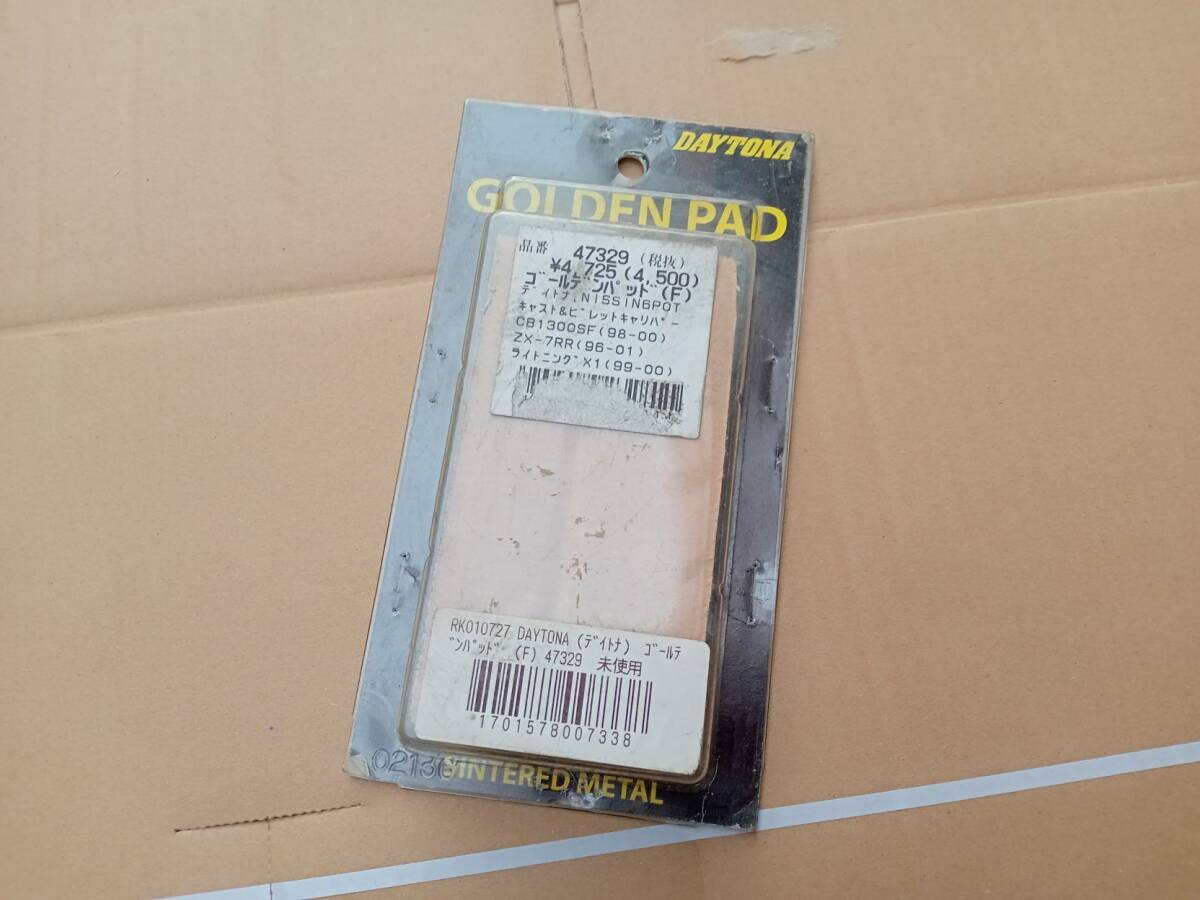 DAYTONA
GOLDEN PAD
品番 47329 (税抜)
¥4,725(4,500)
ゴールデンパッド(F)
デイトナ,NISSIN6POT
キャスト&ビレットキャリパー
CB1300SF(98-00)
ZX-7RR(96-01)
ライトニングX1(99-00)
RK010727 DAYTONA (デイトナ) ゴールデ
ンパッド (F) 47329 未使用
1701578007338
SINTERED METAL